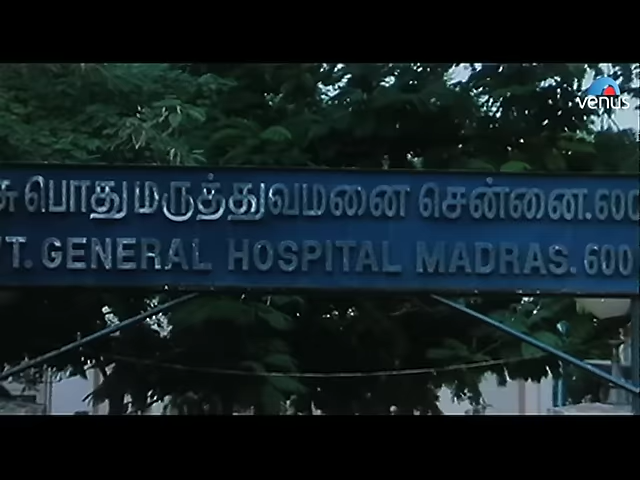 venus
சு பொது மருத்துவமனை சென்னை.600
T. GENERAL HOSPITAL MADRAS. 600